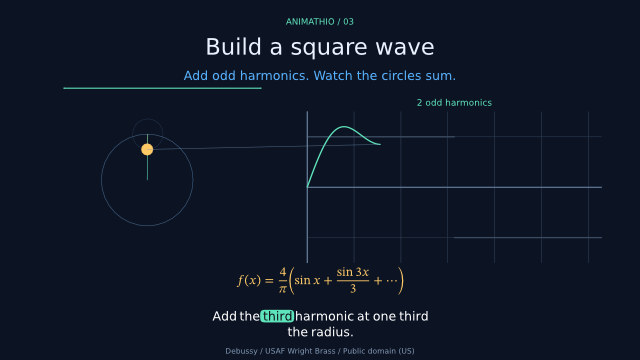 ANIMATHIO / 03
Build a square wave
Add odd harmonics. Watch the circles sum.
2 odd harmonics
f(x) = 4/π (sin x + sin 3x/3 + ⋯)
Add the third harmonic at one third
the radius.
Debussy / USAF Wright Brass / Public domain (US)